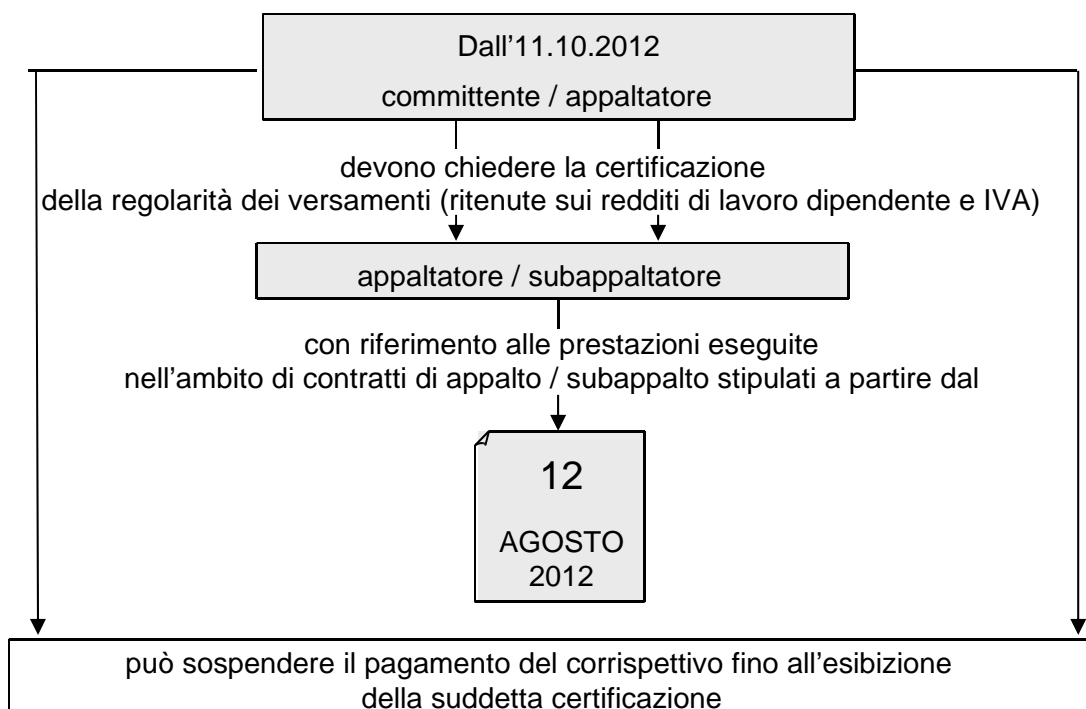 Dall'11.10.2012
committente / appaltatore
devono chiedere la certificazione
della regolarità dei versamenti (ritenute sui redditi di lavoro dipendente e IVA)
appaltatore / subappaltatore
con riferimento alle prestazioni eseguite
nell'ambito di contratti di appalto / subappalto stipulati a partire dal
12
AGOSTO
2012
può sospendere il pagamento del corrispettivo fino all'esibizione
della suddetta certificazione